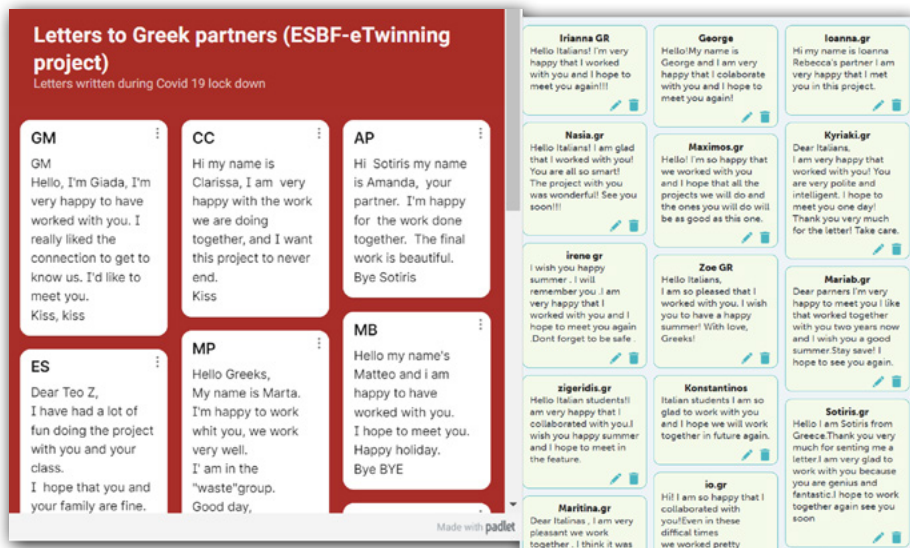 Letters to Greek partners (ESBF-eTwinning
project)
Letters written during Covid 19 lock down
GM
GM
Hello, I'm Giada, I'm
very happy to have
worked with you. I
really liked the
connection to get to
know us. I'd like to
meet you.
Kiss, kiss
ES
Dear Teo Z,
I have had a lot of
fun doing the project
with you and your
class.
I hope that you and
your family are fine.
CC
Hi my name is
Clarissa, I am very
happy with the work
we are doing
together, and I want
this project to never
end.
Kiss
MP
Hello Greeks,
My name is Marta.
I'm happy to work
whit you, we work
very well.
I' am in the
"waste"group.
Good day,
AP
Hi Sotiris my name
is Amanda, your
partner. I'm happy
for the work done
together. The final
work is beautiful.
Bye Sotiris
MB
Hello my name's
Matteo and i am
happy to have
worked with you.
I hope to meet you.
Happy holiday.
Bye BYE
Made with padlet
Irianna GR
Hello Italians! I'm very
happy that I worked
with you and I hope to
meet you again!!!
Nasia.gr
Hello Italians! I am glad
that I worked with you!
You are all so smart!
The project with you
was wonderful! See you
soon!!!
irene gr
I wish you happy
summer . I will
remember you .I am
very happy that I
worked with you and I
hope to meet you again
.Dont forget to be safe .
zigeridis.gr
Hello Italian students!I
am very happy that I
collaborated with you.I
wish you happy summer
and I hope to meet in
the feature.
Maritina.gr
Dear Italinas , I am very
pleasant we work
together . I think it was
George
Hello!My name is
George and I am very
happy that I colaborate
with you and I hope to
meet you again!
Maximos.gr
Hello! I'm so happy that
we worked with you
and I hope that all the
projects we will do and
the ones you will do will
be as good as this one.
Zoe GR
Hello Italians,
I am so pleased that I
worked with you. I wish
you to have a happy
summer! With love,
Greeks!
Konstantinos
Italian students I am so
glad to work with you
and I hope we will work
together in future again.
io.gr
Hi! I am so happy that I
collaborated with
you!Even in these
diffical times
we worked pretty
Ioanna.gr
Hi my name is Ioanna
Rebecca's partner I am
very happy that I met
you in this project.
Kyriaki.gr
Dear Italians,
I am very happy that
worked with you! You
are very polite and
intelligent. I hope to
meet you one day!
Thank you very much
for the letter! Take care.
Mariab.gr
Dear parners I'm very
happy to meet you I like
that worked together
with you two years now
and I wish you a good
summer.Stay save! I
hope to see you again.
Sotiris.gr
Hello I am Sotiris from
Greece.Thank you very
much for sending me a
letter.I am very glad to
work with you because
you are genius and
fantastic.I hope to work
together again see you
soon